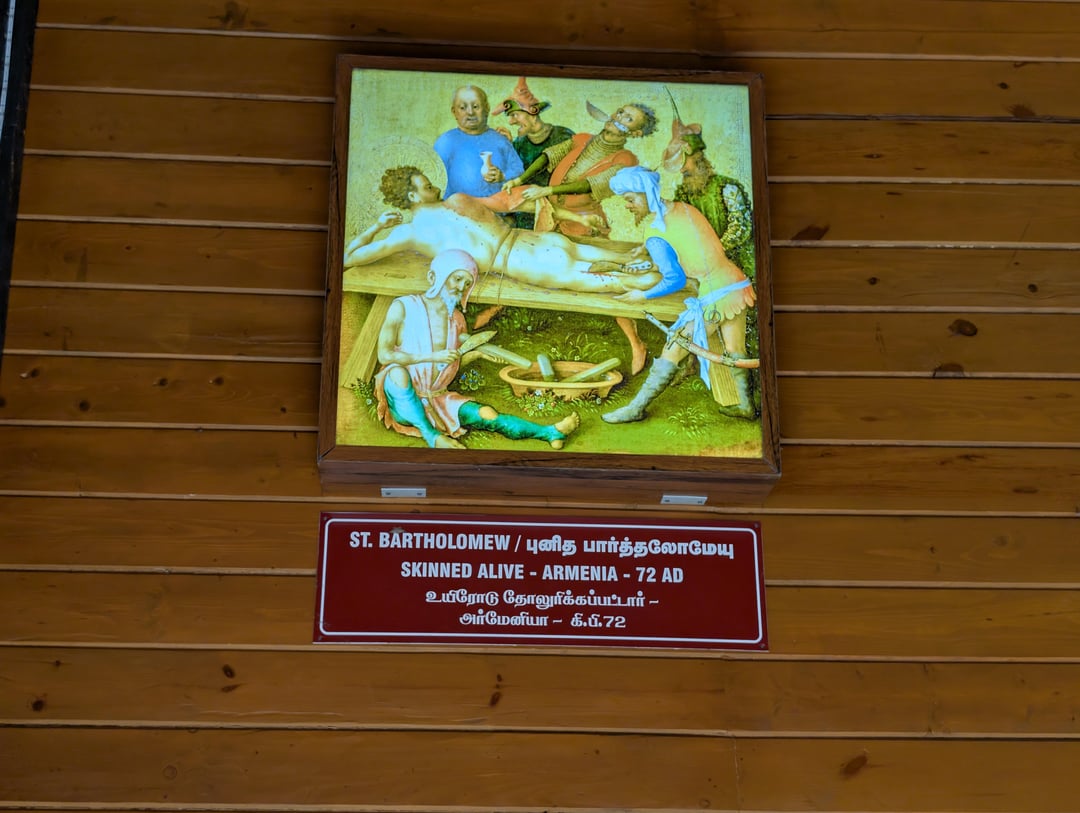 ST. BARTHOLOMEW / புனித பார்த்தலோமேயு
SKINNED ALIVE - ARMENIA - 72 AD
உயிரோடு தோலுரிக்கப்பட்டார் -
அர்மேனியா - கி.பி.72